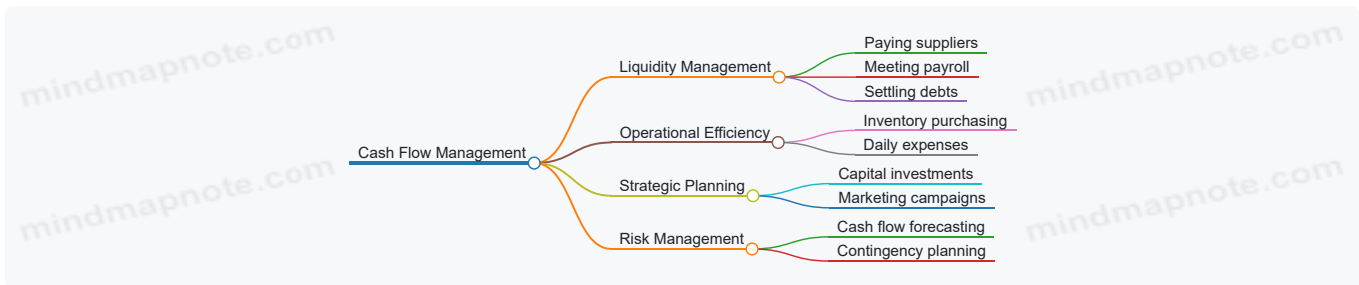 mindmapnote.com
mindmapnote.com
Paying suppliers
Liquidity Management
Meeting payroll
Settling debts
Inventory purchasing
Operational Efficiency
Daily expenses
Cash Flow Management
Capital investments
Strategic Planning
Marketing campaigns
Cash flow forecasting
Risk Management
Contingency planning
mindmapnote.com
mindmapnote.com